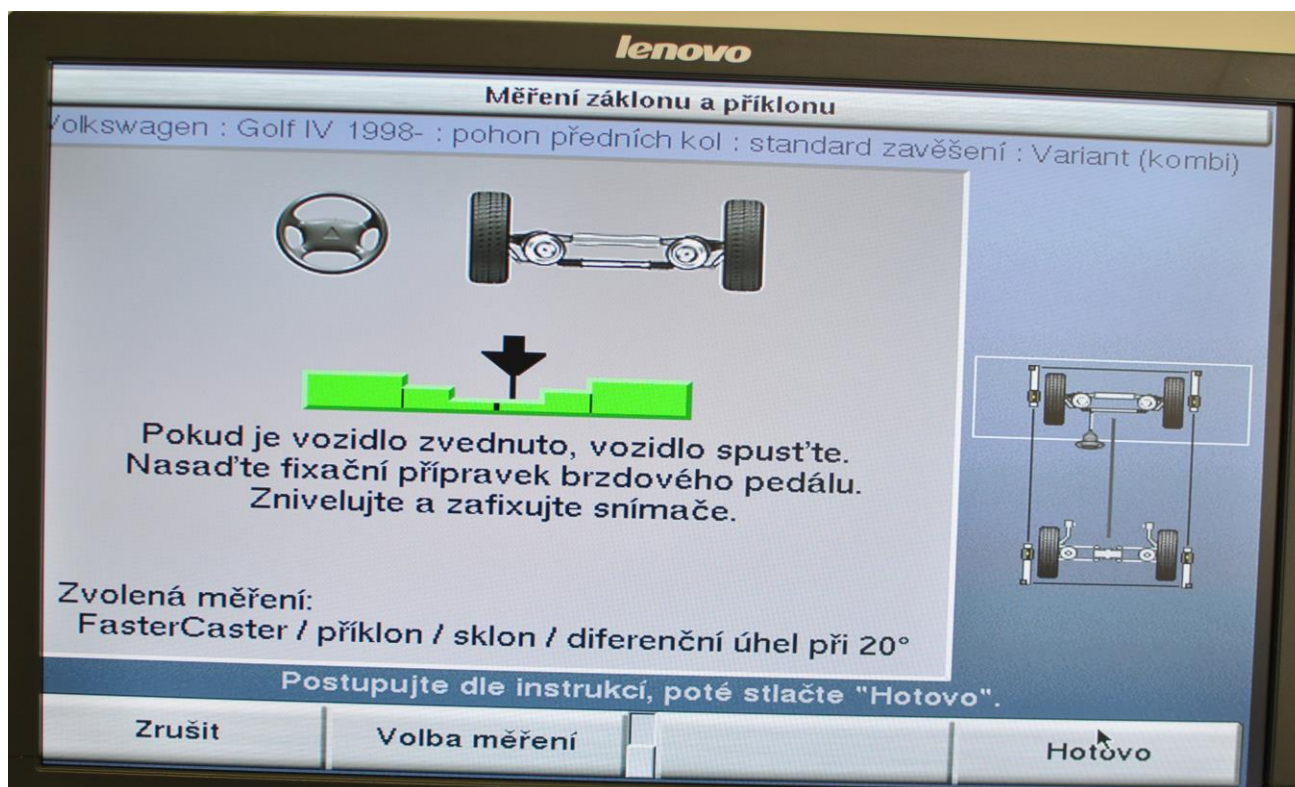 lenovo
Měření záklonu a příklonu
Volkswagen : Golf IV 1998- : pohon předních kol : standard zavěšení : Variant (kombi)
Pokud je vozidlo zvednuto, vozidlo spusťte.
Nasaďte fixační přípravek brzdového pedálu.
Znivelujte a zafixujte snímače.
Zvolená měření:
FasterCaster / příklon / sklon / diferenční úhel při 20°
Postupujte dle instrukcí, poté stlačte "Hotovo".
Zrušit
Volba měření
Hotovo